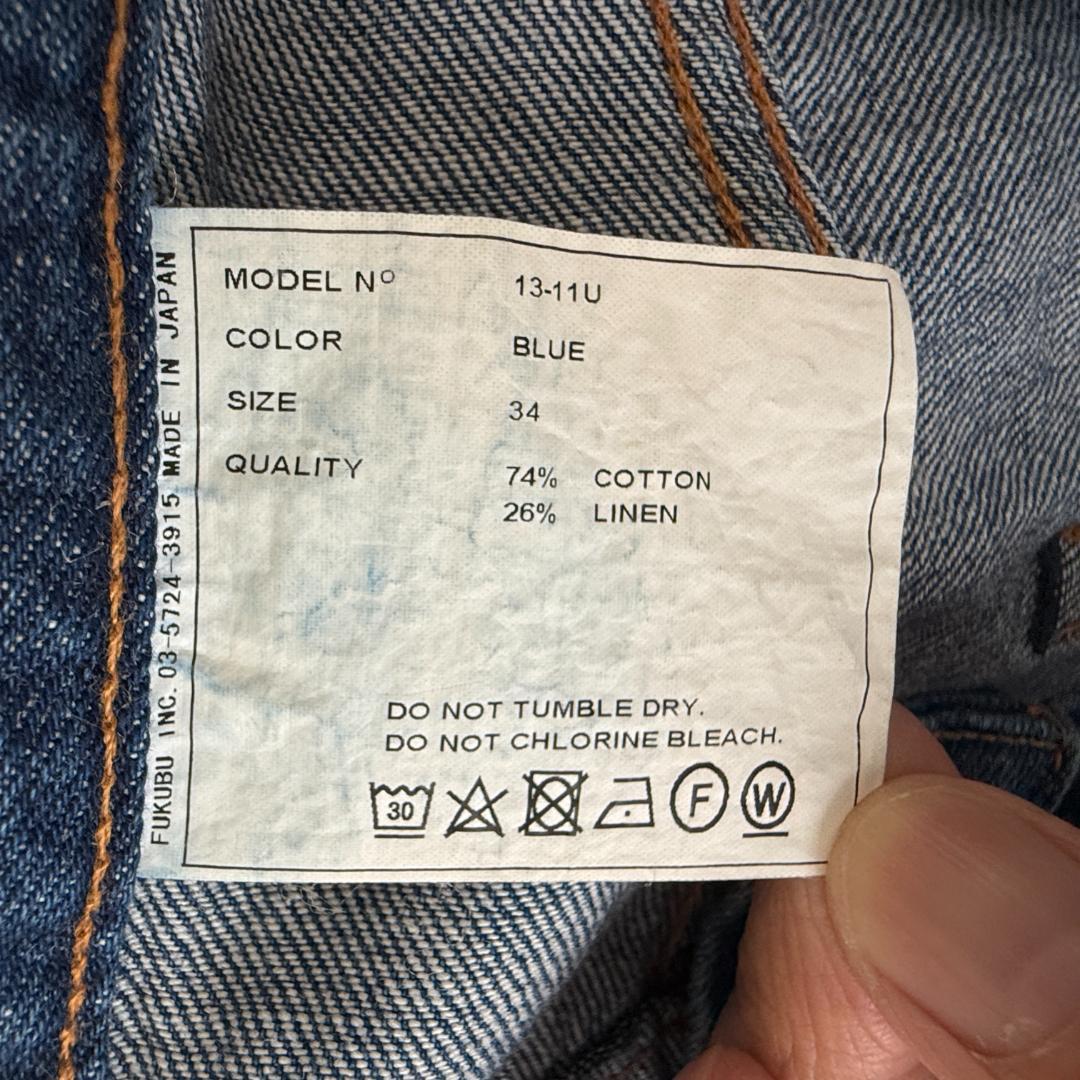 MODEL Nº 13-11U
COLOR BLUE
SIZE 34
QUALITY 74% COTTON
26% LINEN
DO NOT TUMBLE DRY.
DO NOT CHLORINE BLEACH.
30 F W
FUKUBU INC. 03-5724-3915 MADE IN JAPAN